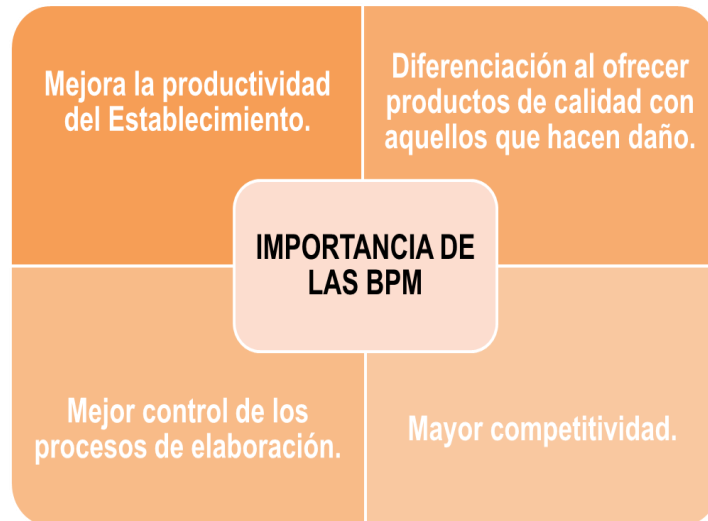 Mejora la productividad
del Establecimiento.
Diferenciación al ofrecer
productos de calidad con
aquellos que hacen daño.
IMPORTANCIA DE
LAS BPM
Mejor control de los
procesos de elaboración.
Mayor competitividad.